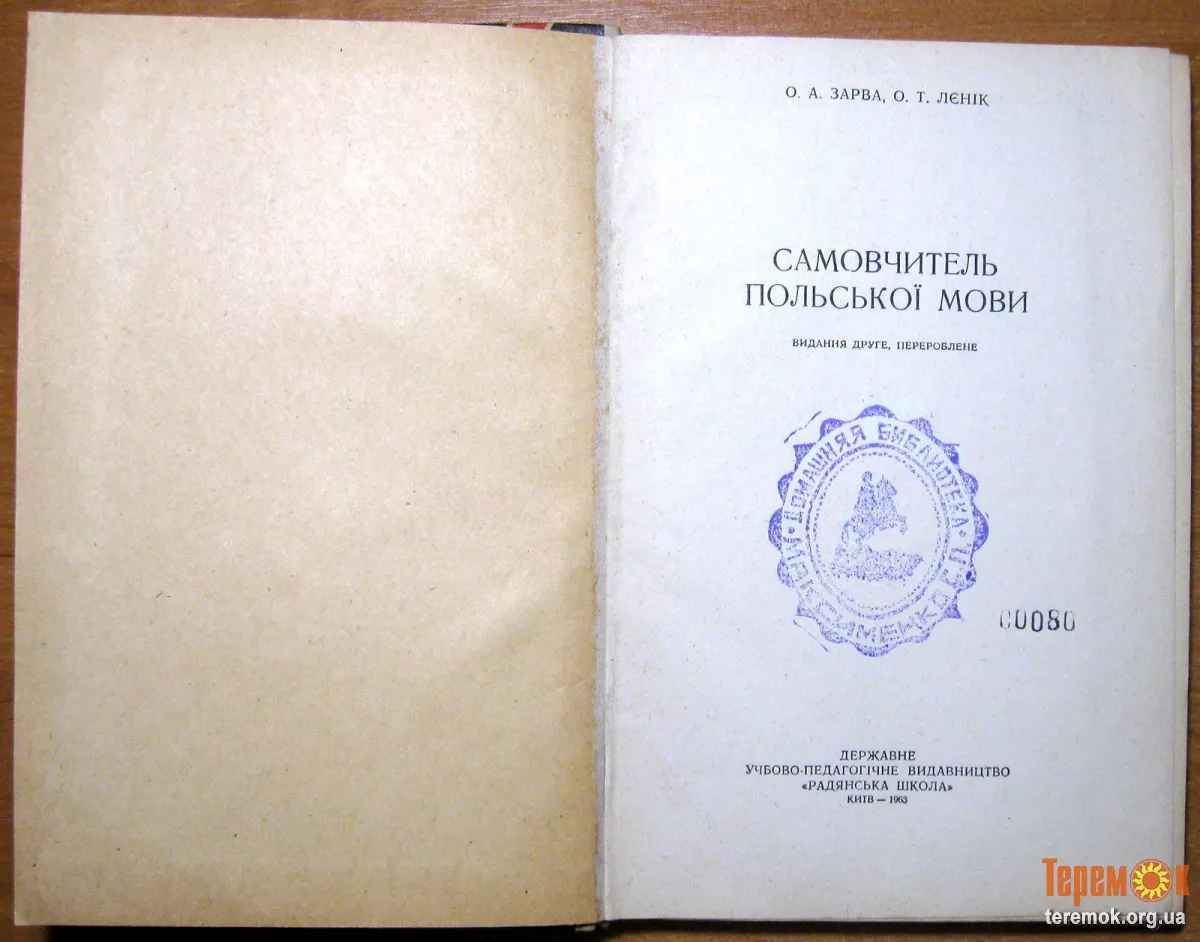 О. А. ЗАРВА, О. Т. ЛЄНІК
САМОВЧИТЕЛЬ
ПОЛЬСЬКОЇ МОВИ
ВИДАННЯ ДРУГЕ, ПЕРЕРОБЛЕНЕ
ДОМАШНЯЯ БИБЛИОТЕКА
00080
ДЕРЖАВНЕ
УЧБОВО-ПЕДАГОГІЧНЕ ВИДАВНИЦТВО
«РАДЯНСЬКА ШКОЛА»
КИЇВ — 1963
Теремок
teremok.org.ua